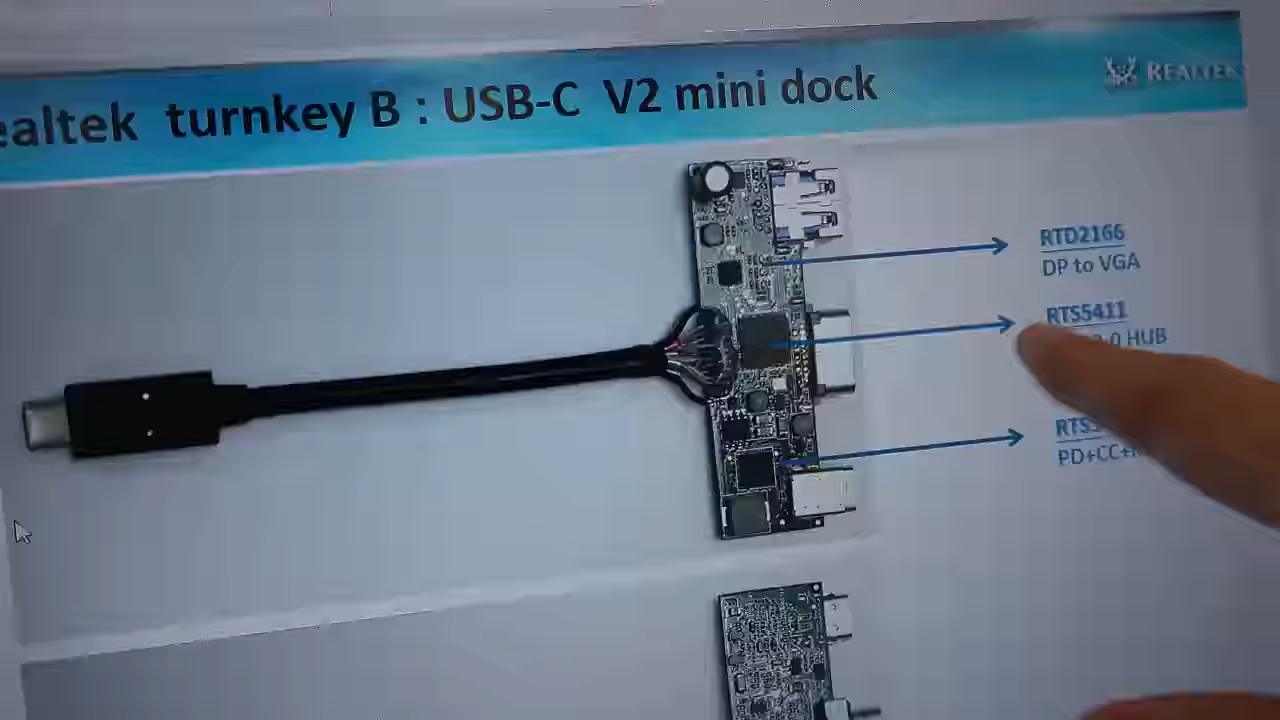 ealtek turnkey B : USB-C V2 mini dock
REALTEK
RTD2166
DP to VGA
RTS5411
HUB
PD+CC+